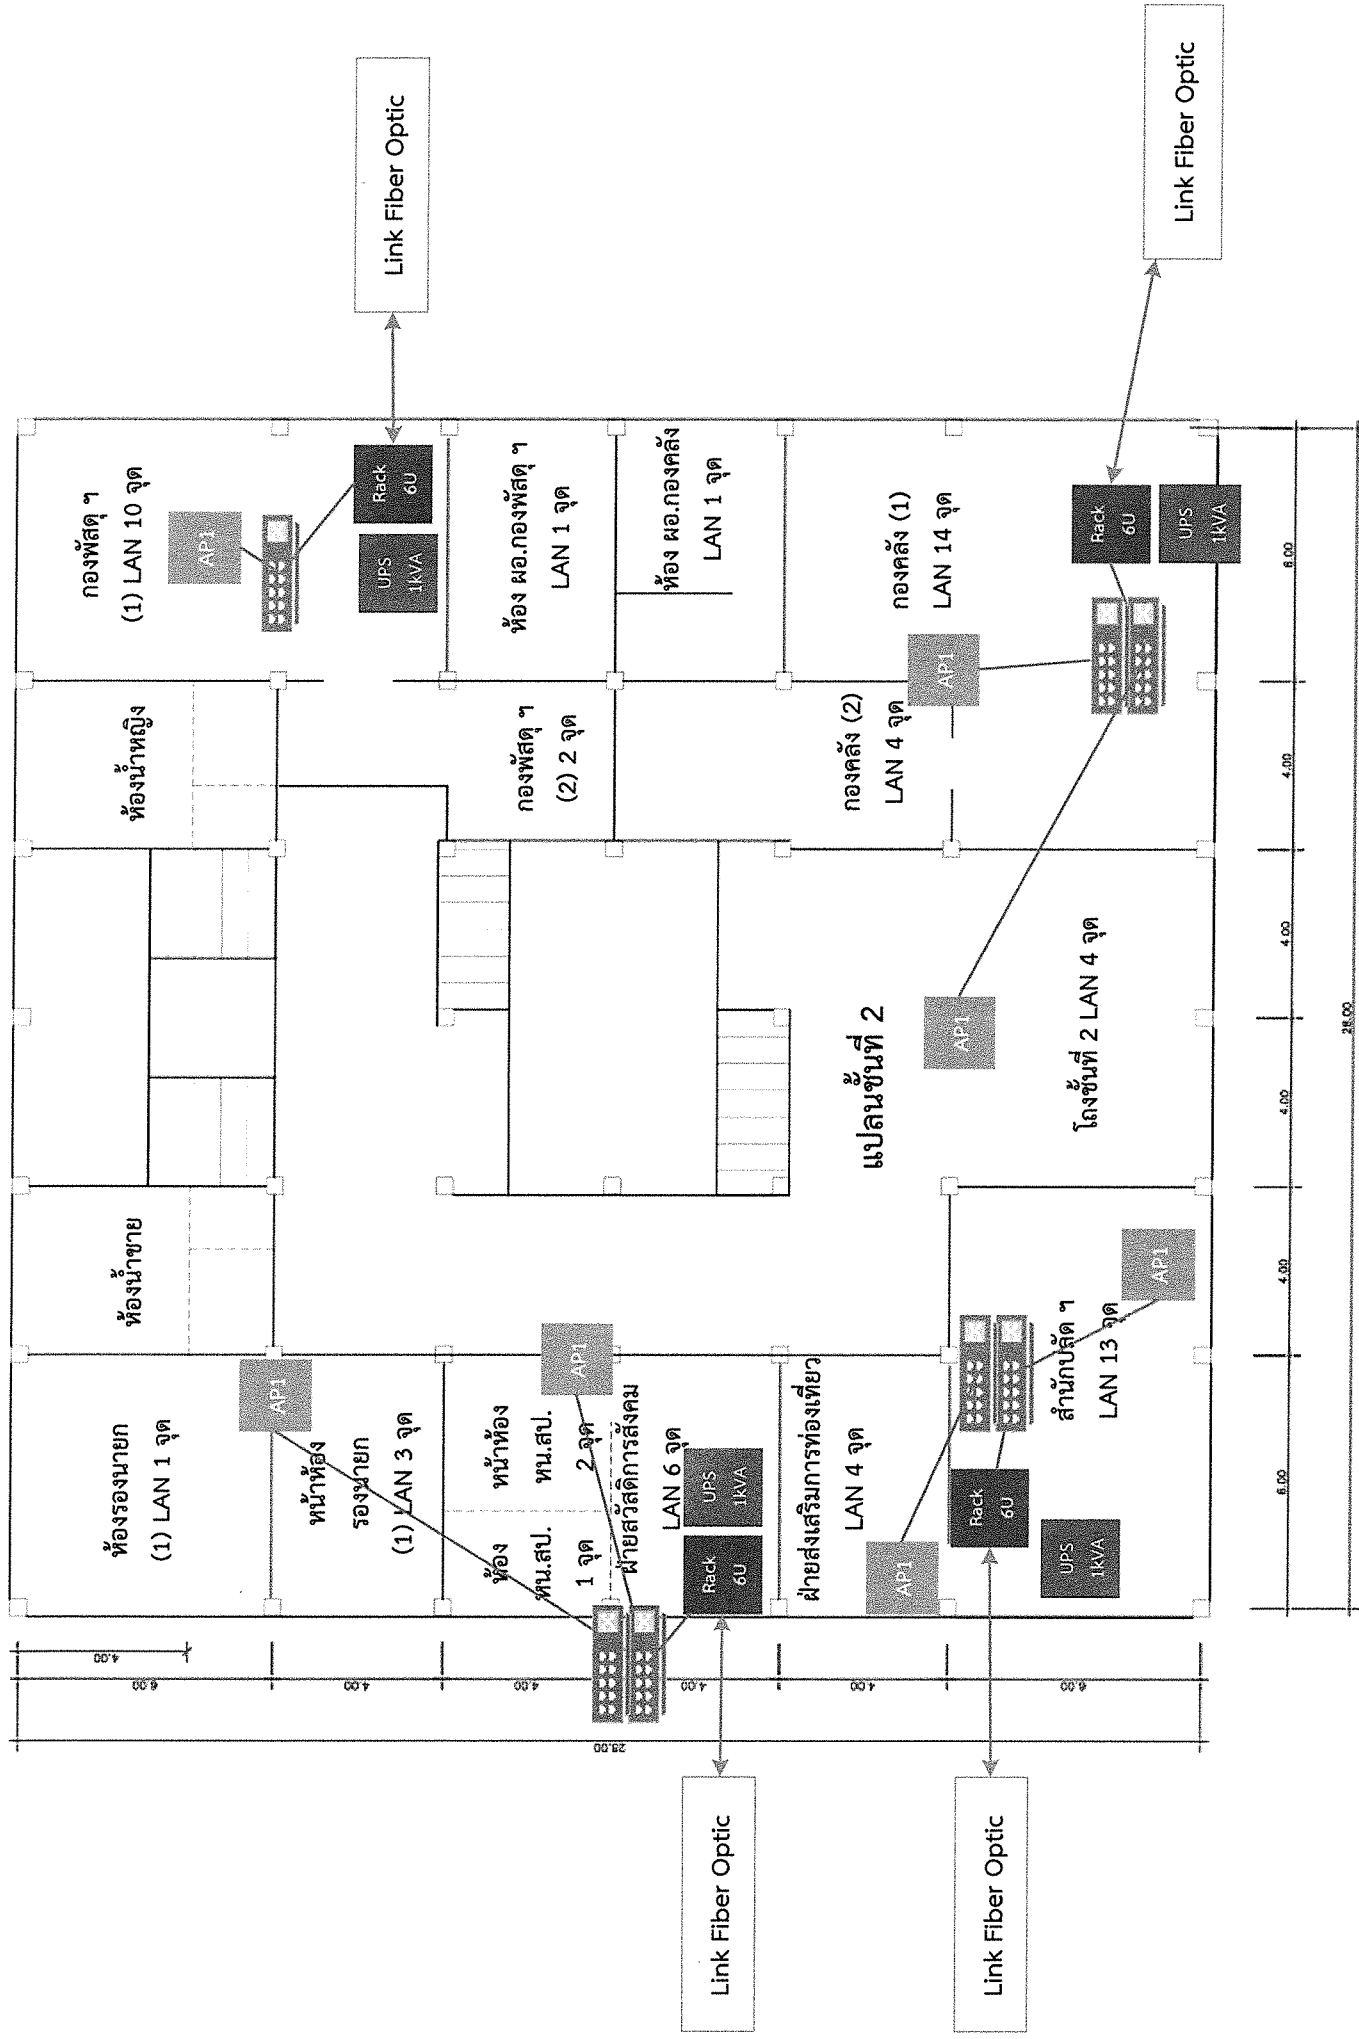 กองพัสดุ ฯ
(1) LAN 10 จุด
AP1
Rack
6U
UPS
1kVA
Link Fiber Optic
ห้อง ผอ.กองพัสดุ ฯ
LAN 1 จุด
ห้อง ผอ.กองคลัง
LAN 1 จุด
กองคลัง (1)
LAN 14 จุด
AP1
Rack
6U
UPS
1kVA
Link Fiber Optic
ห้องน้ำหญิง
กองพัสดุ ฯ
(2) 2 จุด
กองคลัง (2)
LAN 4 จุด
แปลนชั้นที่ 2
AP1
โถงชั้นที่ 2 LAN 4 จุด
ห้องน้ำชาย
ห้องรองนายก
(1) LAN 1 จุด
AP1
หน้าห้อง
รองนายก
(1) LAN 3 จุด
หน้าห้อง
หน.สป.
2 จุด
AP1
ห้อง
หน.สป.
1 จุด
ฝ่ายสวัสดิการสังคม
LAN 6 จุด
UPS
1kVA
Rack
6U
Link Fiber Optic
ฝ่ายส่งเสริมการท่องเที่ยว
LAN 4 จุด
AP1
สำนักปลัด ฯ
LAN 13 จุด
AP1
Rack
6U
UPS
1kVA
Link Fiber Optic
4.00
6.00
4.00
4.00
4.00
4.00
6.00
28.00
6.00
4.00
4.00
4.00
4.00
6.00
28.00